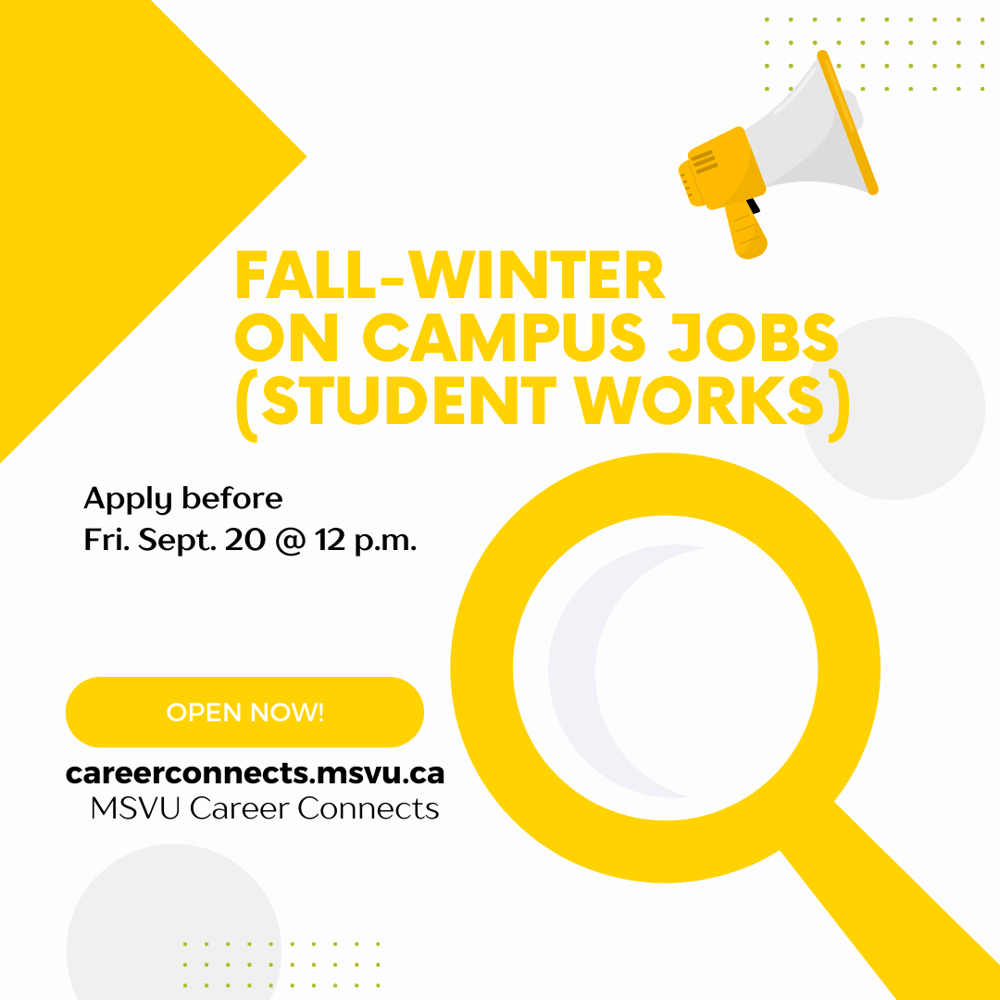 FALL-WINTER
ON CAMPUS JOBS
(STUDENT WORKS)
Apply before
Fri. Sept. 20 @ 12 p.m.
OPEN NOW!
careerconnects.msvu.ca
MSVU Career Connects